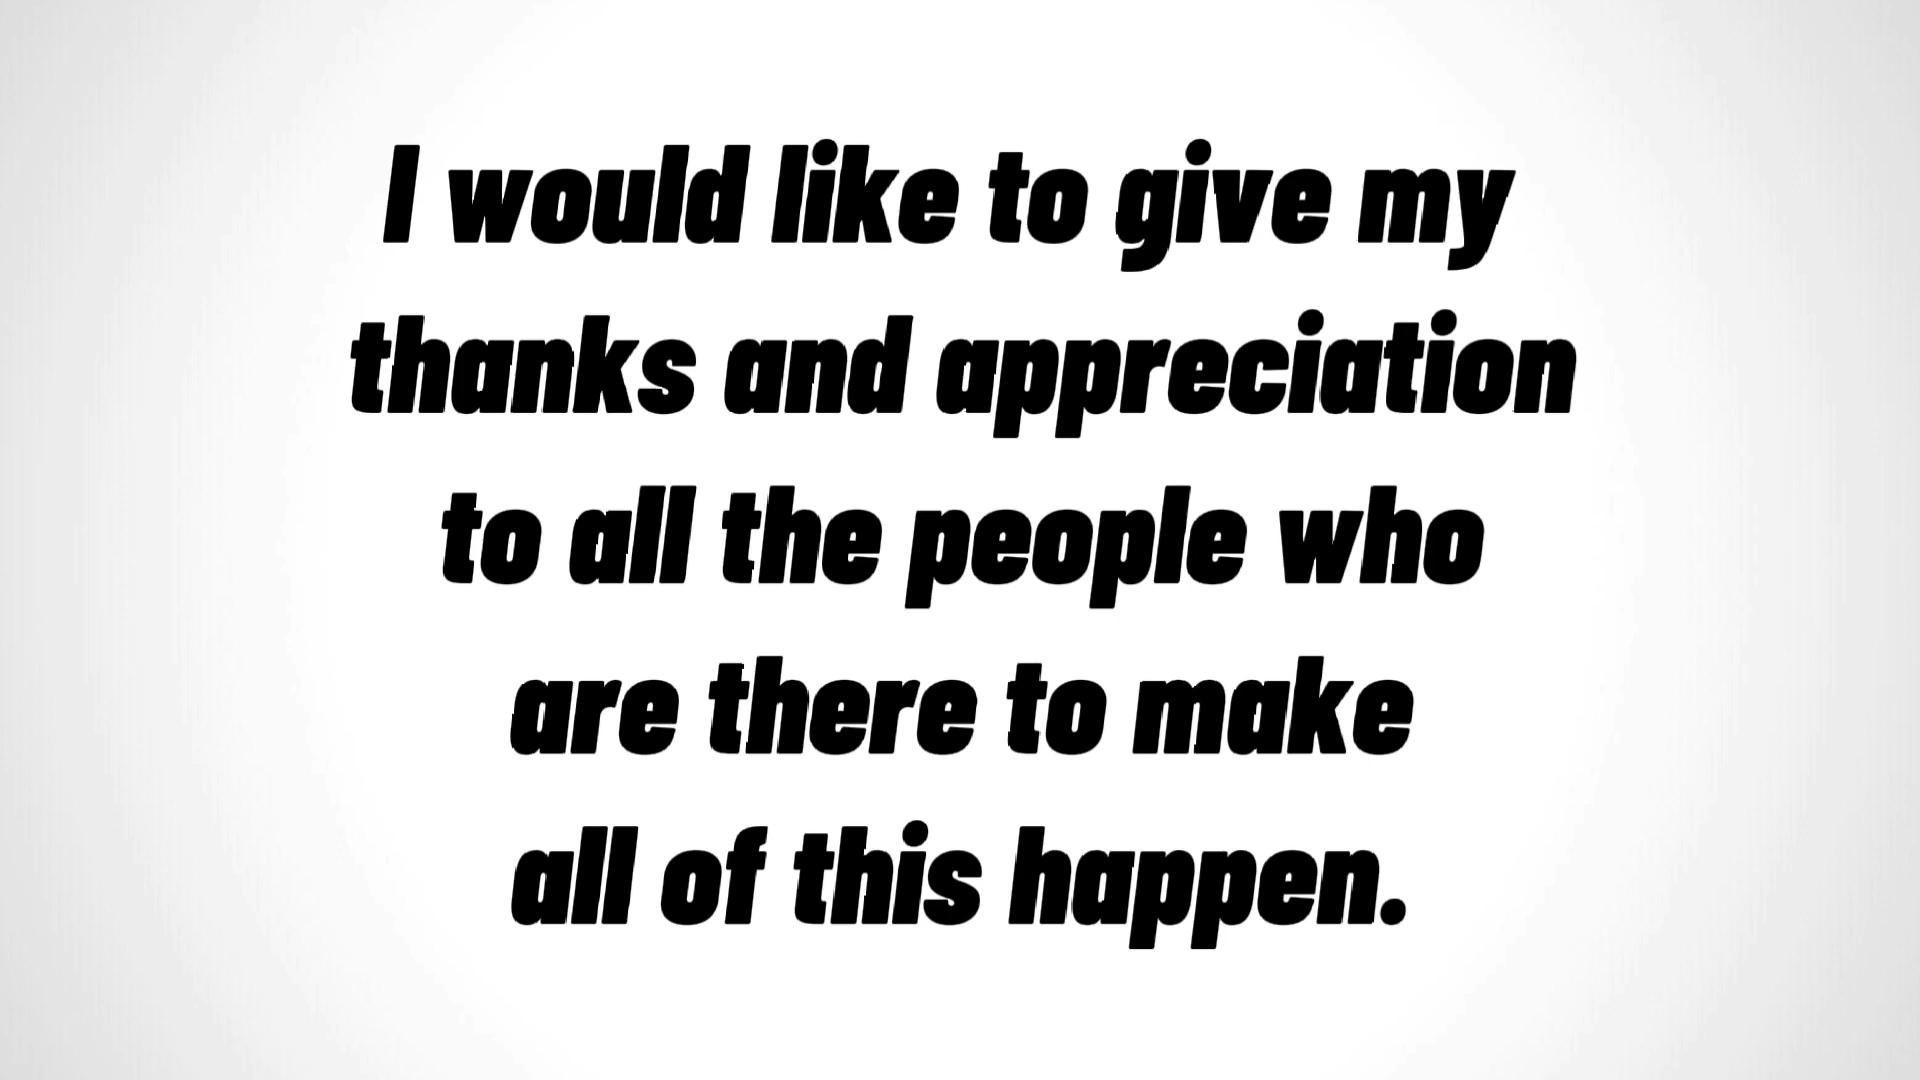 I would like to give my
thanks and appreciation
to all the people who
are there to make
all of this happen.